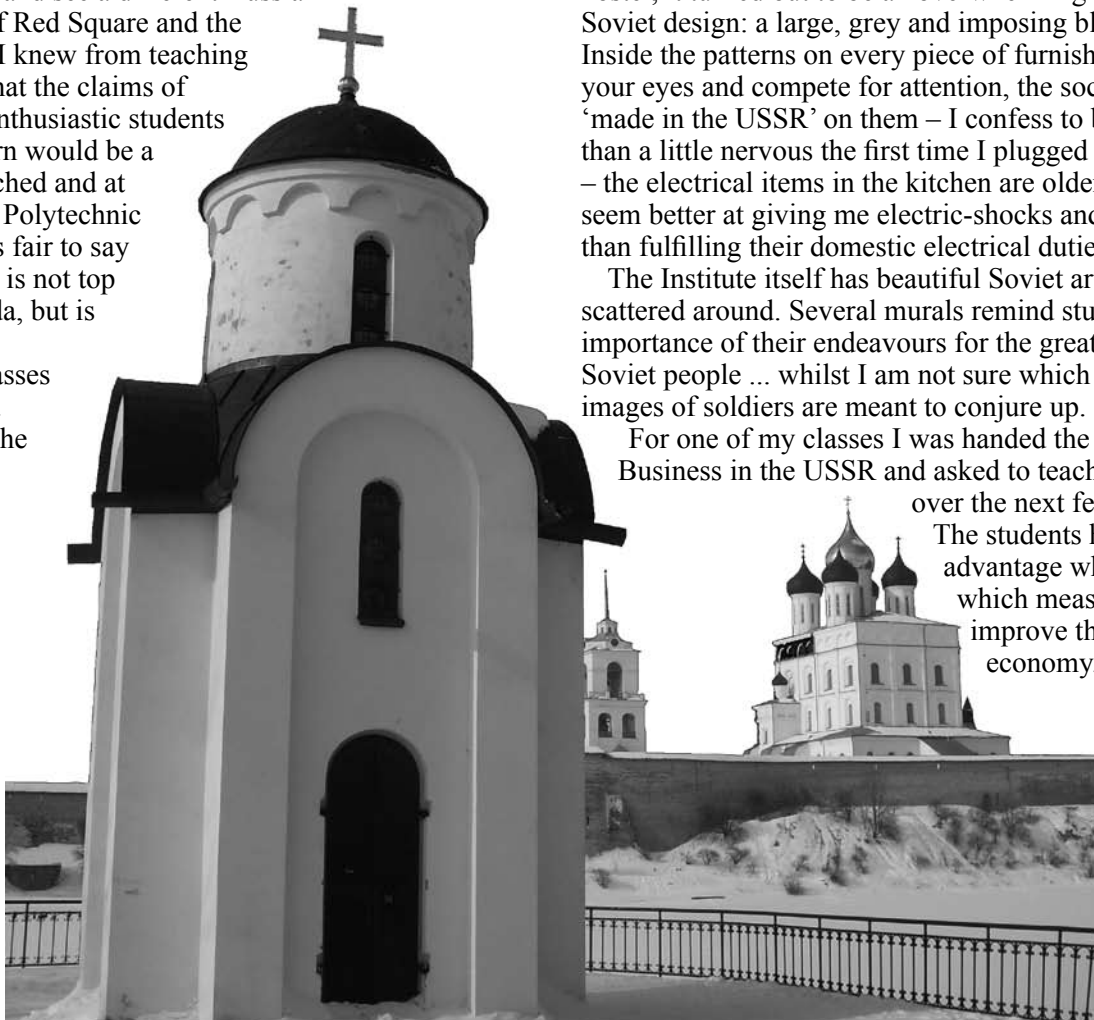 and see a different Russia
f Red Square and the
I knew from teaching
hat the claims of
nthusiastic students
rn would be a
ched and at
Polytechnic
s fair to say
is not top
da, but is
asses
he
it turned out to be
Soviet design: a large, grey and imposing bl
Inside the patterns on every piece of furnish
your eyes and compete for attention, the soc
‘made in the USSR’ on them – I confess to b
than a little nervous the first time I plugged
– the electrical items in the kitchen are older
seem better at giving me electric-shocks and
than fulfilling their domestic electrical dutie
The Institute itself has beautiful Soviet ar
scattered around. Several murals remind stu
importance of their endeavours for the great
Soviet people ... whilst I am not sure which
images of soldiers are meant to conjure up.
For one of my classes I was handed the
Business in the USSR and asked to teach
over the next fe
The students h
advantage wh
which meas
improve th
economy